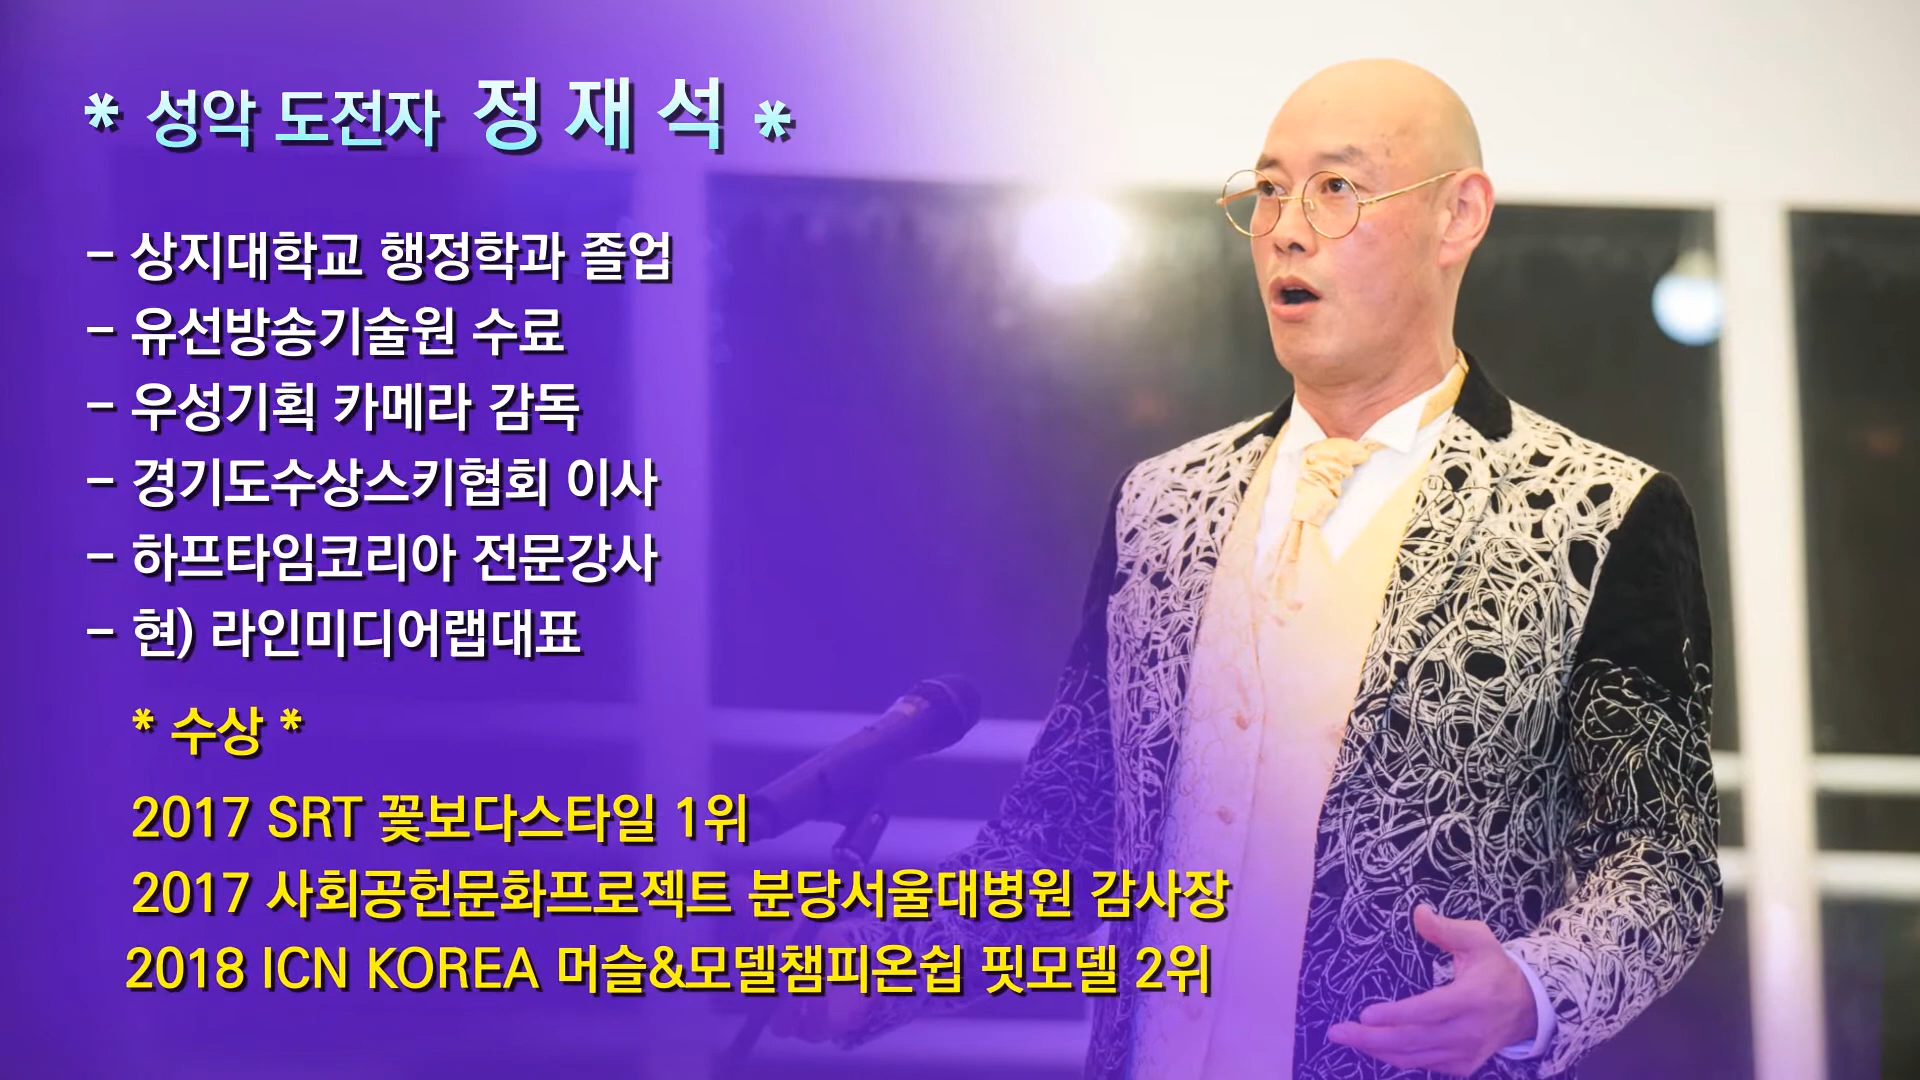 * 성악 도전자 정 재 석 *
- 상지대학교 행정학과 졸업
- 유선방송기술원 수료
- 우성기획 카메라 감독
- 경기도수상스키협회 이사
- 하프타임코리아 전문강사
- 현) 라인미디어랩대표
* 수상 *
2017 SRT 꽃보다스타일 1위
2017 사회공헌문화프로젝트 분당서울대병원 감사장
2018 ICN KOREA 머슬&모델챔피온쉽 핏모델 2위